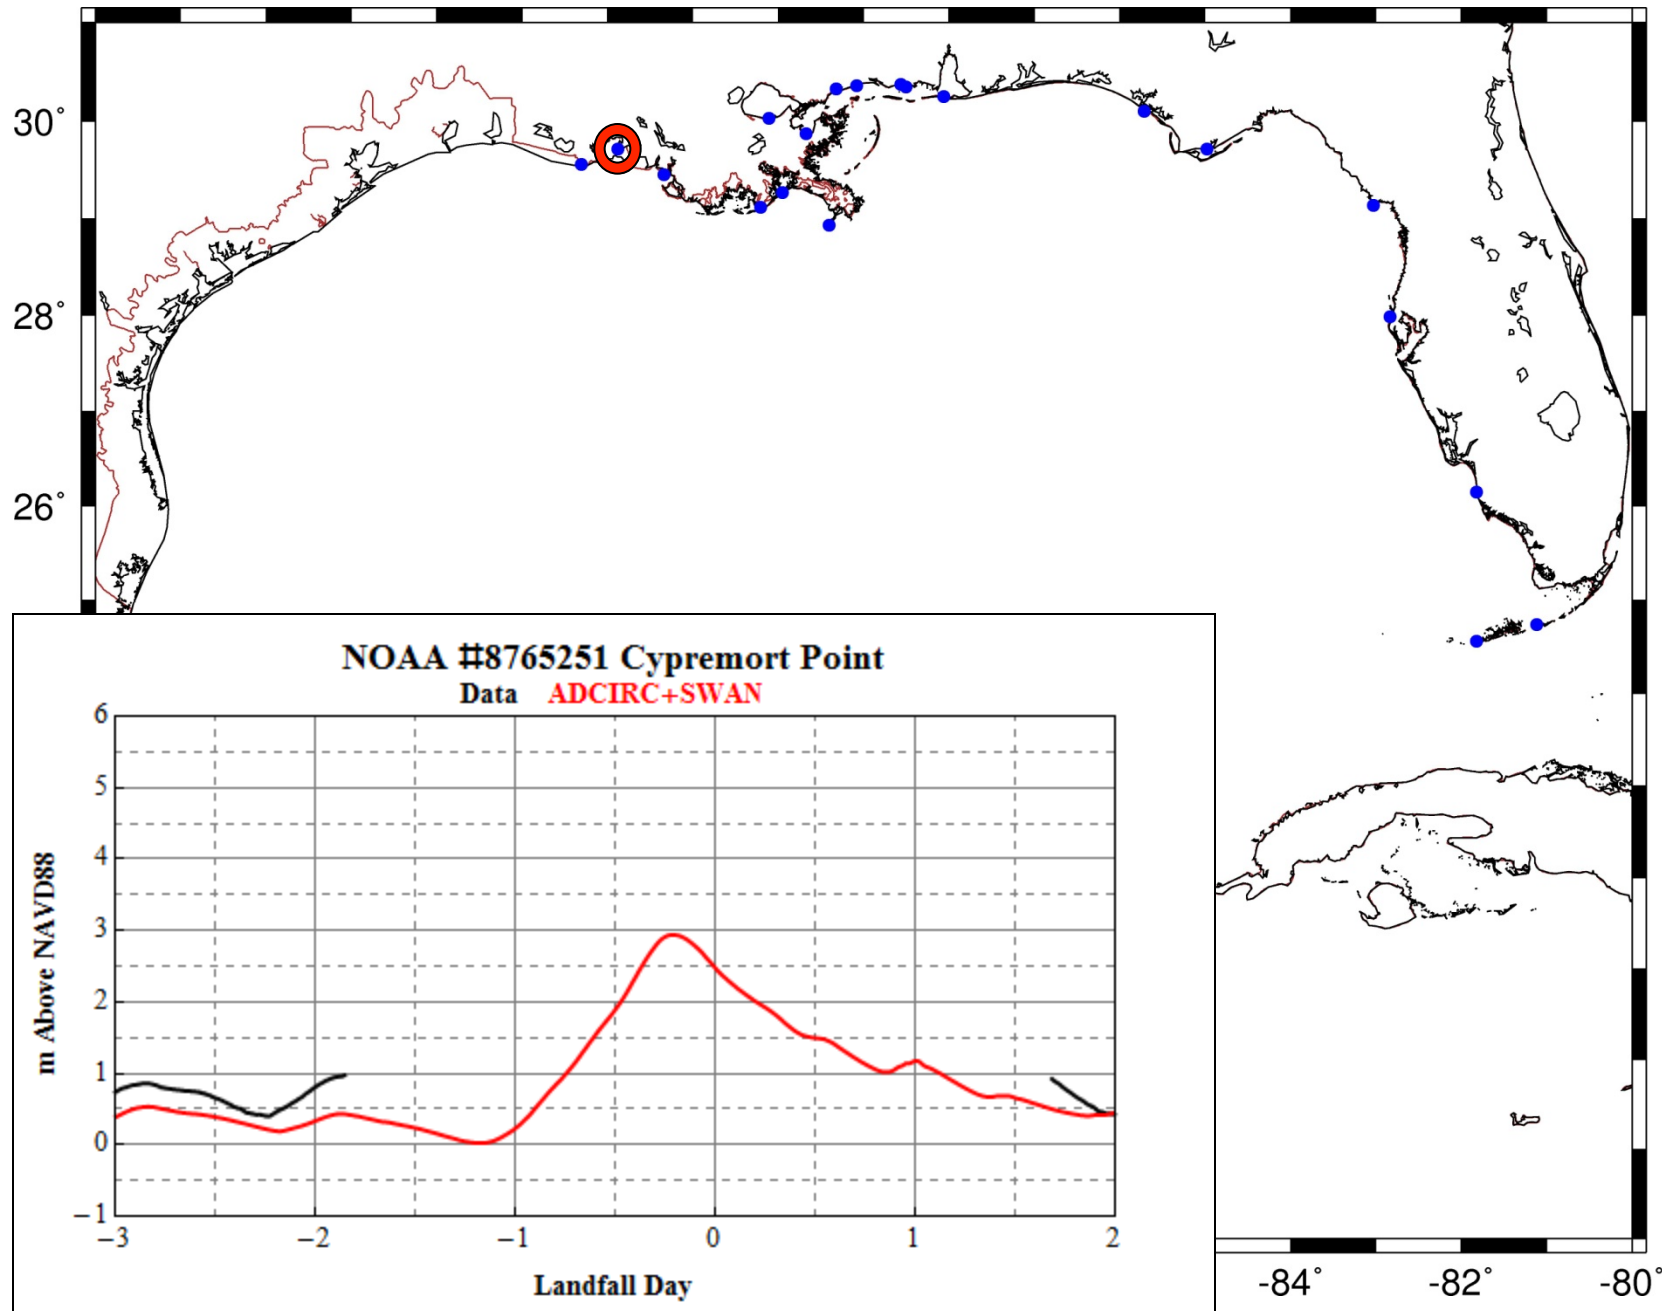 30°
28°
26°
NOAA #8765251 Cypremort Point
Data ADCIRC+SWAN
6
5
4
3
2
1
0
−1
m Above NAVD88
−3 −2 −1 0 1 2
Landfall Day
-84° -82° -80°